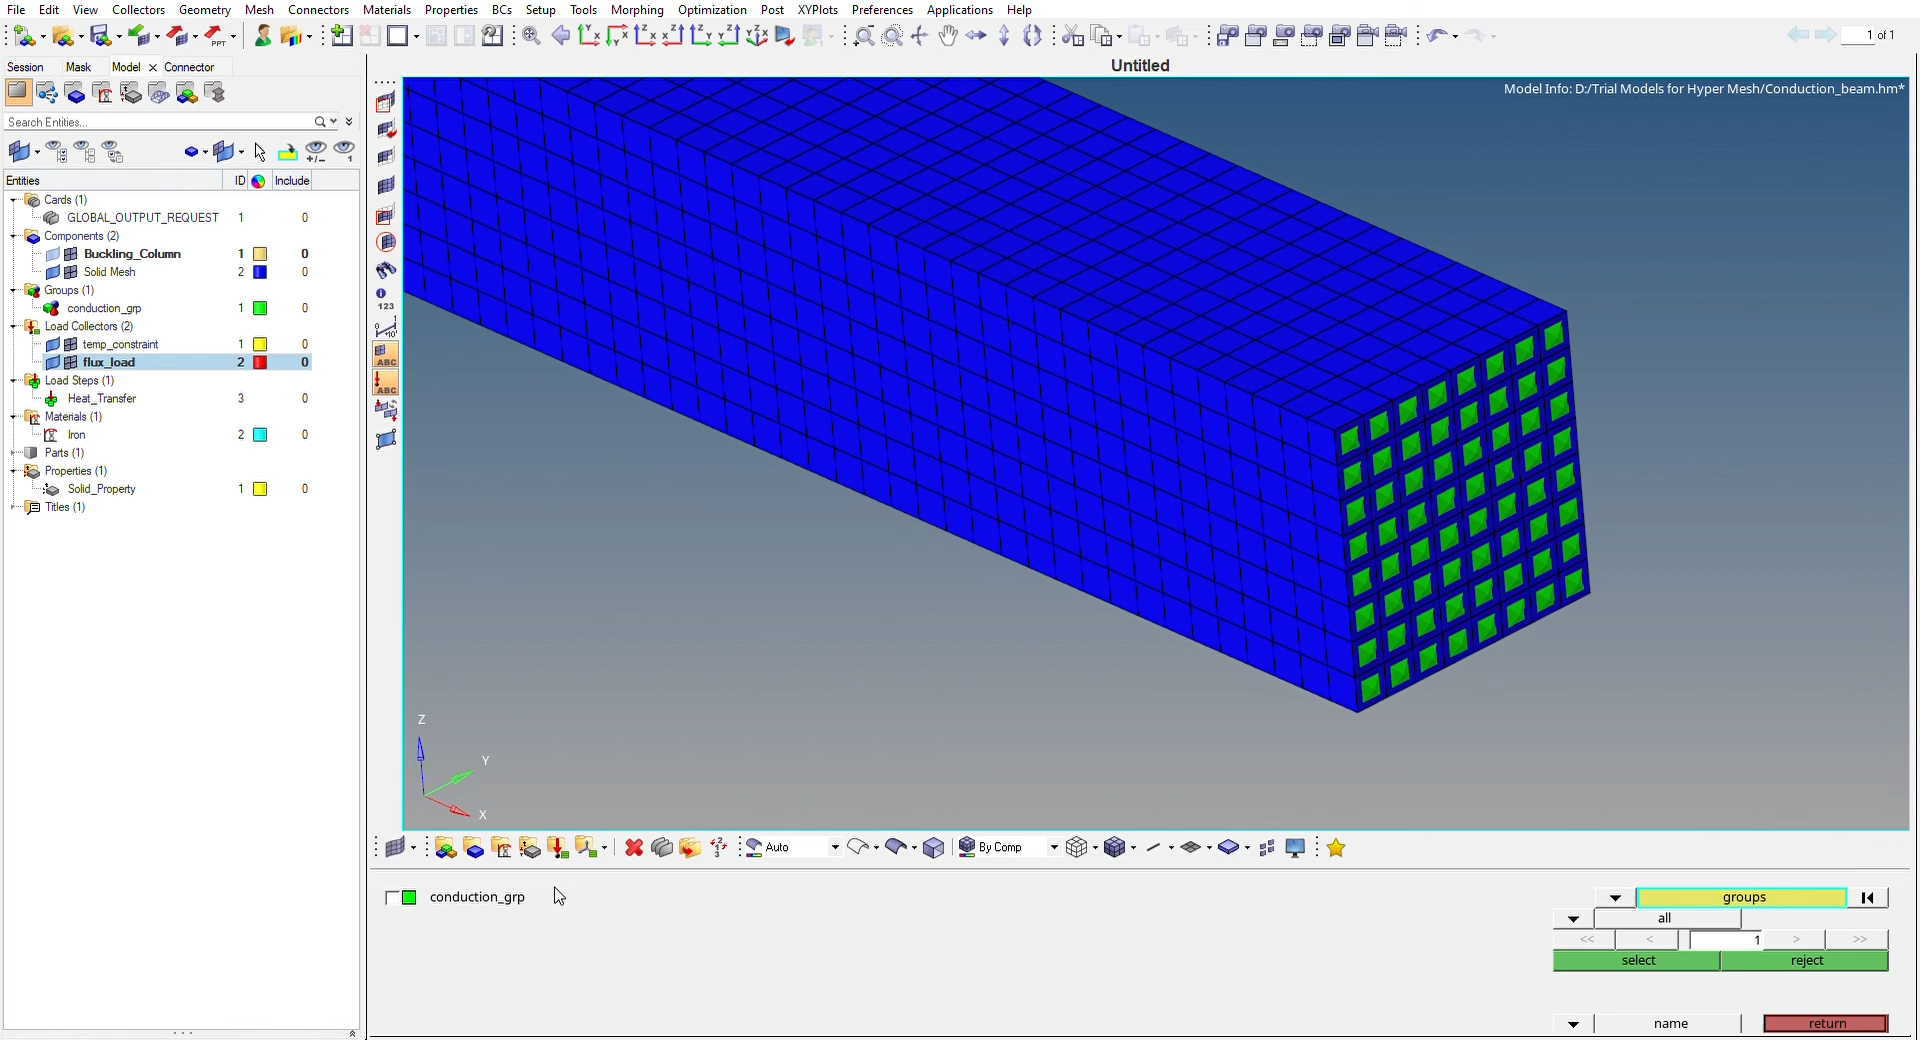 File Edit View Collectors Geometry Mesh Connectors Materials Properties BCs Setup Tools Morphing Optimization Post XYPlots Preferences Applications Help
1 of 1
Session Mask Model Connector
Untitled
Model Info: D:/Trial Models for Hyper Mesh/Conduction_beam.hm*
Search Entities...
Entities ID Include
Cards (1)
GLOBAL_OUTPUT_REQUEST 1 0
Components (2)
Buckling_Column 1 0
Solid Mesh 2 0
Groups (1)
conduction_grp 1 0
Load Collectors (2)
temp_constraint 1 0
flux_load 2 0
Load Steps (1)
Heat_Transfer 3 0
Materials (1)
Iron 2 0
Parts (1)
Properties (1)
Solid_Property 1 0
Titles (1)
123
ABC
ABC
Z
Y
X
Auto By Comp
conduction_grp
groups
all
<< < 1 > >>
select reject
name return